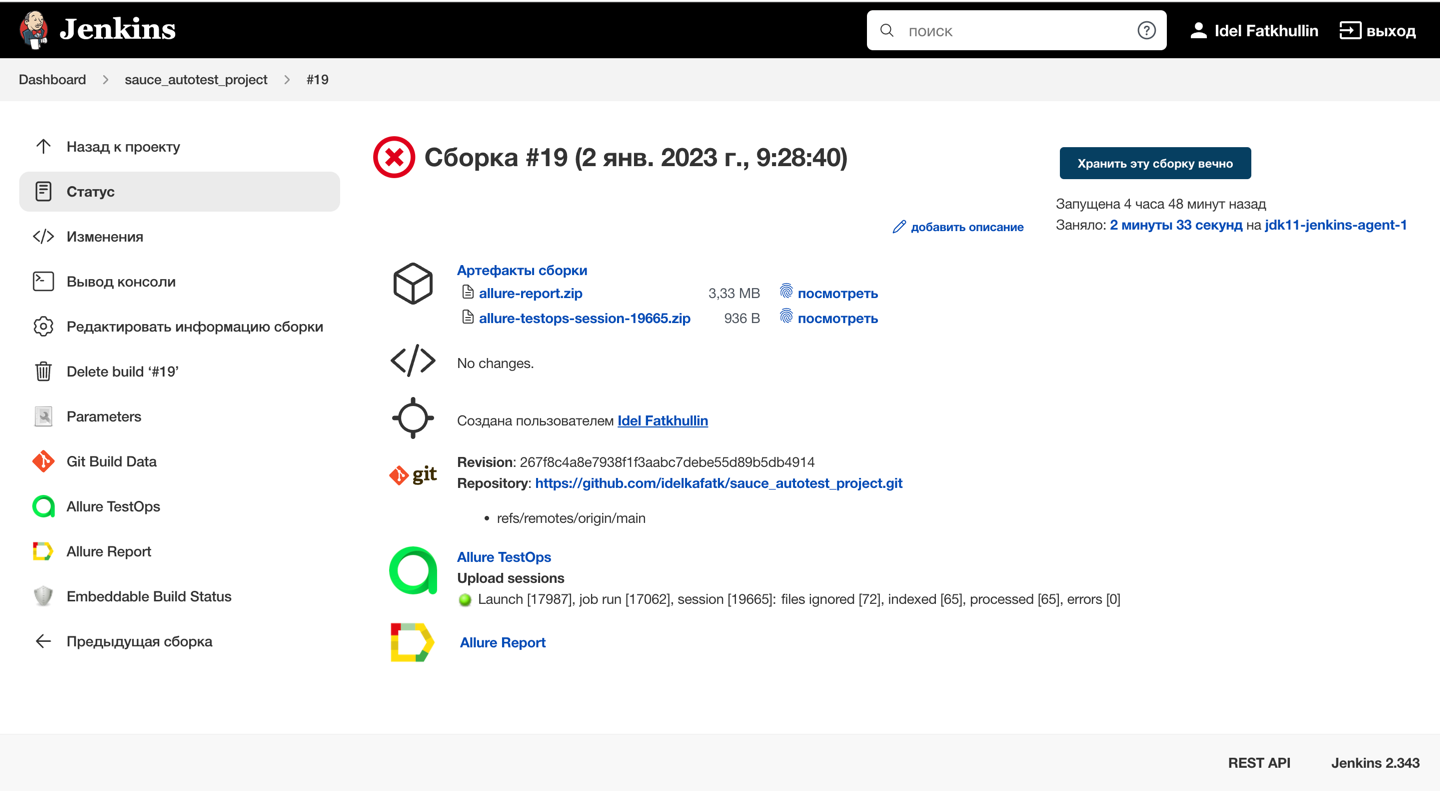 Jenkins
поиск
Idel Fatkhullin
выход
Dashboard
sauce_autotest_project
#19
Назад к проекту
Статус
Изменения
Вывод консоли
Редактировать информацию сборки
Delete build ‘#19’
Parameters
Git Build Data
Allure TestOps
Allure Report
Embeddable Build Status
Предыдущая сборка
Сборка #19 (2 янв. 2023 г., 9:28:40)
Хранить эту сборку вечно
Запущена 4 часа 48 минут назад
Заняло: 2 минуты 33 секунд на jdk11-jenkins-agent-1
добавить описание
Артефакты сборки
allure-report.zip 3,33 MB посмотреть
allure-testops-session-19665.zip 936 B посмотреть
No changes.
Создана пользователем Idel Fatkhullin
git
Revision: 267f8c4a8e7938f1f3aabc7debe55d89b5db4914
Repository: https://github.com/idelkafatk/sauce_autotest_project.git
• refs/remotes/origin/main
Allure TestOps
Upload sessions
Launch [17987], job run [17062], session [19665]: files ignored [72], indexed [65], processed [65], errors [0]
Allure Report
REST API
Jenkins 2.343